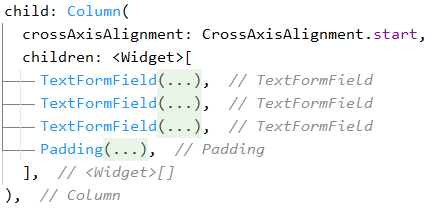 child: Column(
  crossAxisAlignment: CrossAxisAlignment.start,
  children: <Widget>[
    TextFormField(...),  // TextFormField
    TextFormField(...),  // TextFormField
    TextFormField(...),  // TextFormField
    Padding(...),  // Padding
  ],  // <Widget>[]
),  // Column